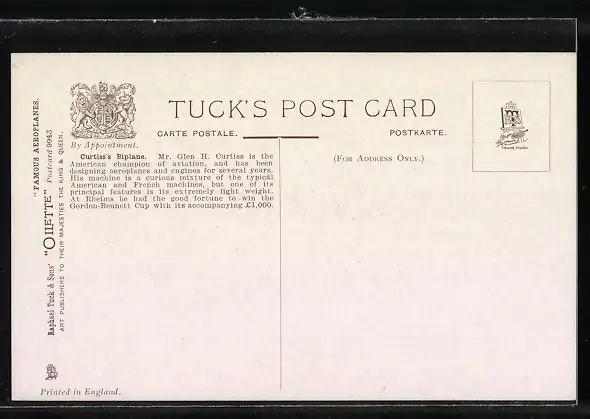 TUCK'S POST CARD
CARTE POSTALE.
POSTKARTE.
By Appointment.
(FOR ADDRESS ONLY.)
Curtiss's Biplane. Mr. Glen H. Curtiss is the
American champion of aviation, and has been
designing aeroplanes and engines for several years.
His machine is a curious mixture of the typical
American and French machines, but one of its
principal features is its extremely light weight.
At Rheims he had the good fortune to win the
Gordon-Bennett Cup with its accompanying £1,000.
"FAMOUS AEROPLANES.
Raphael Tuck & Sons' "OILETTE" Postcard 9943
ART PUBLISHERS TO THEIR MAJESTIES THE KING & QUEEN.
TRADE MARK
Printed in England.